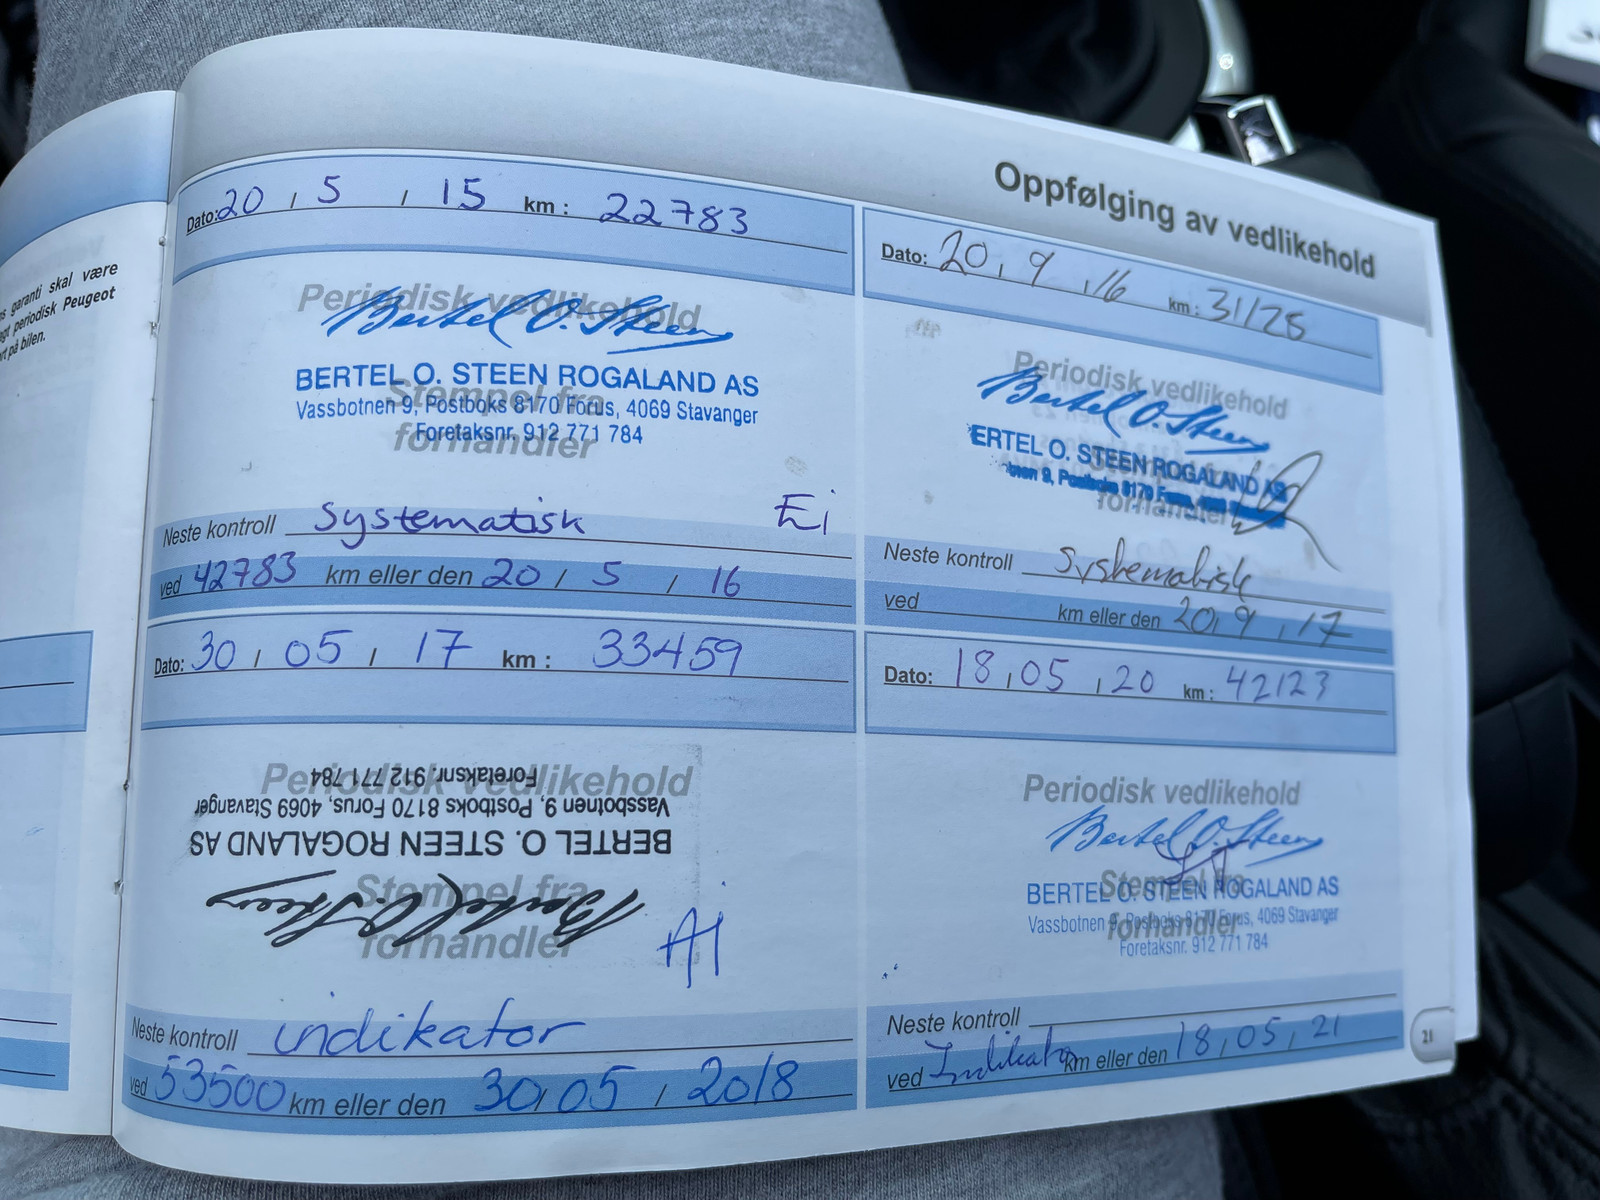 s garanti skal være
gt periodisk Peugeot
rt på bilen.
Oppfølging av vedlikehold
Dato: 20 , 5 , 15 km : 22783
Periodisk vedlikehold
Bertel O. Steen
BERTEL O. STEEN ROGALAND AS
Stempel fra
Vassbotnen 9, Postboks 8170 Forus, 4069 Stavanger
Foretaksnr. 912 771 784
forhandler
Neste kontroll Systematisk Ei
ved 42783 km eller den 20 / 5 / 16
Dato: 20 , 9 , 16 km : 31128
Periodisk vedlikehold
Bertel O. Steen
ERTEL O. STEEN ROGALAND AS
forhandler
Neste kontroll Systematisk
ved km eller den 20, 9 , 17
Dato: 30 , 05 , 17 km : 33459
Periodisk vedlikehold
Foretaksnr. 912 771 784
Vassbotnen 9, Postboks 8170 Forus, 4069 Stavanger
BERTEL O. STEEN ROGALAND AS
Stempel fra
Bertel O. Steen
forhandler
Neste kontroll indikator
ved 53500 km eller den 30, 05 , 2018
Dato: 18 , 05 , 20 km : 42123
Periodisk vedlikehold
Bertel O. Steen
BERTEL O. STEEN ROGALAND AS
Stempel fra
Vassbotnen 9, Postboks 8170 Forus, 4069 Stavanger
forhandler
Foretaksnr. 912 771 784
Neste kontroll
ved Indikator km eller den 18 , 05 , 21
21